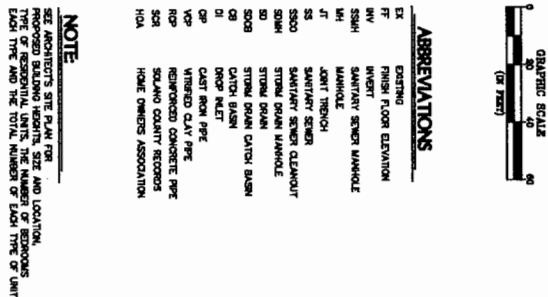 GRAPHIC SCALE
0 20 40 60
(IN FEET)
ABBREVIATIONS
EX EXISTING
FF FINISH FLOOR ELEVATION
INV INVERT
SSMH SANITARY SEWER MANHOLE
MH MANHOLE
JT JOINT TRENCH
SS SANITARY SEWER
SSCO SANITARY SEWER CLEANOUT
SDMH STORM DRAIN MANHOLE
SD STORM DRAIN
SDCB STORM DRAIN CATCH BASIN
CB CATCH BASIN
DI DROP INLET
CIP CAST IRON PIPE
VCP VITRIFIED CLAY PIPE
RCP REINFORCED CONCRETE PIPE
SCR SOLANO COUNTY RECORDS
HOA HOME OWNERS ASSOCIATION
NOTE:
SEE ARCHITECT'S SITE PLAN FOR
PROPOSED BUILDING HEIGHTS, SIZE AND LOCATION,
TYPE OF RESIDENTIAL UNITS, THE NUMBER OF BEDROOMS
EACH TYPE AND THE TOTAL NUMBER OF EACH TYPE OF UNIT